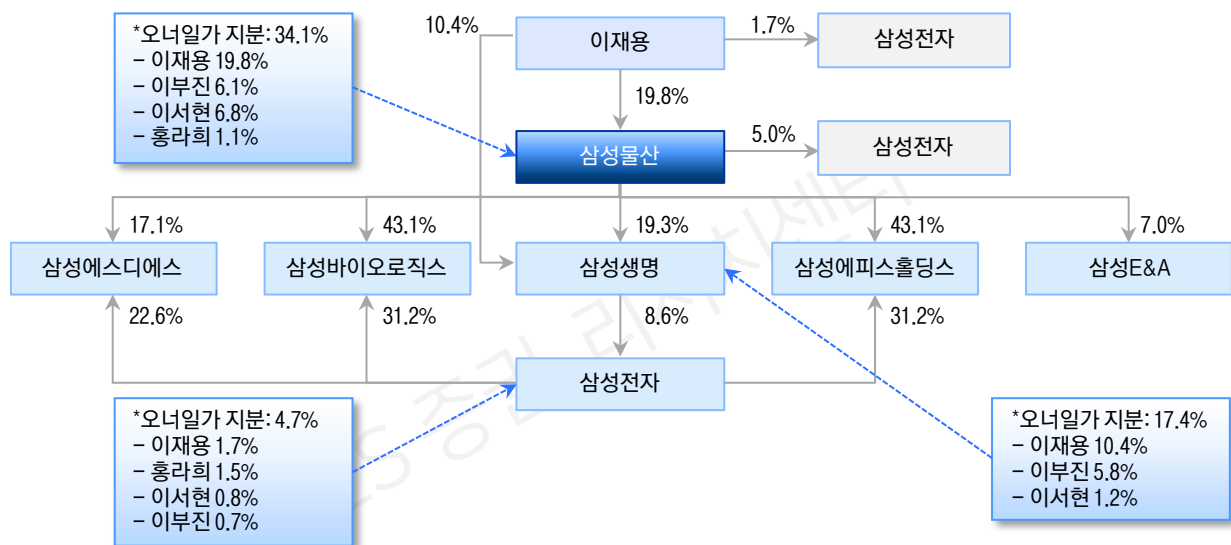 *오너일가 지분: 34.1%
– 이재용 19.8%
– 이부진 6.1%
– 이서현 6.8%
– 홍라희 1.1%
10.4%
이재용
1.7%
삼성전자
19.8%
삼성물산
5.0%
삼성전자
17.1%
43.1%
19.3%
43.1%
7.0%
삼성에스디에스
삼성바이오로직스
삼성생명
삼성에피스홀딩스
삼성E&A
22.6%
31.2%
8.6%
31.2%
삼성전자
*오너일가 지분: 4.7%
– 이재용 1.7%
– 홍라희 1.5%
– 이서현 0.8%
– 이부진 0.7%
*오너일가 지분: 17.4%
– 이재용 10.4%
– 이부진 5.8%
– 이서현 1.2%